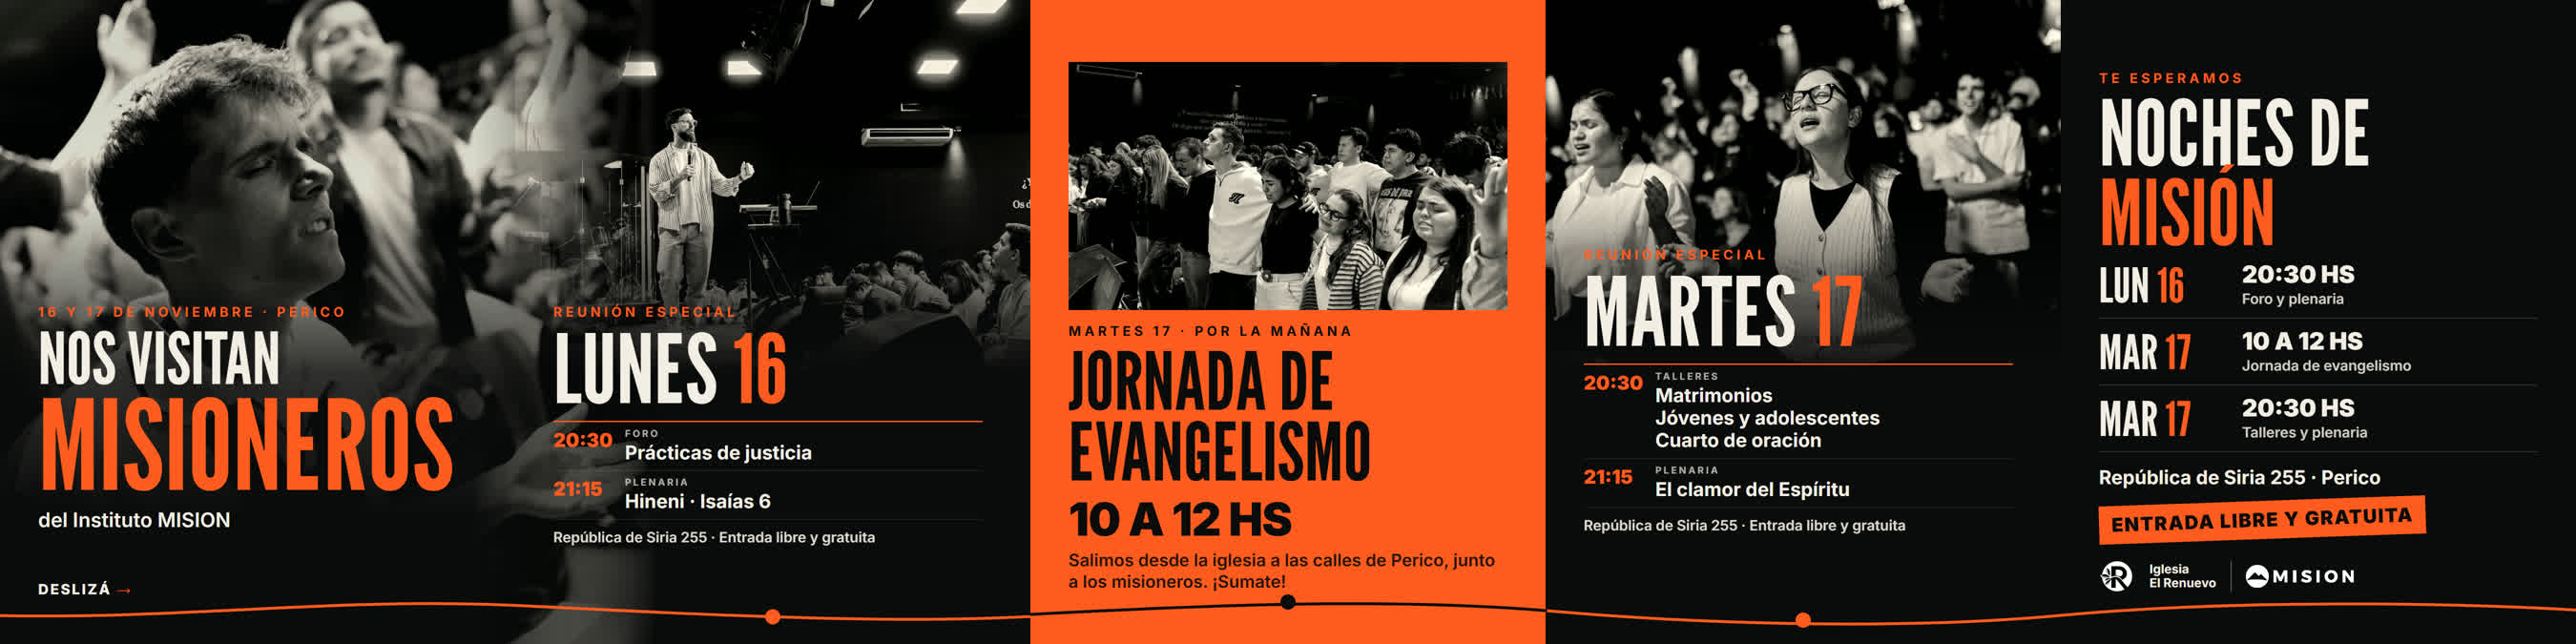 16 Y 17 DE NOVIEMBRE · PERICO
NOS VISITAN
MISIONEROS
del Instituto MISION
DESLIZÁ →
REUNIÓN ESPECIAL
LUNES 16
20:30 FORO
Prácticas de justicia
21:15 PLENARIA
Hineni · Isaías 6
República de Siria 255 · Entrada libre y gratuita
MARTES 17 · POR LA MAÑANA
JORNADA DE
EVANGELISMO
10 A 12 HS
Salimos desde la iglesia a las calles de Perico, junto
a los misioneros. ¡Sumate!
REUNIÓN ESPECIAL
MARTES 17
20:30 TALLERES
Matrimonios
Jóvenes y adolescentes
Cuarto de oración
21:15 PLENARIA
El clamor del Espíritu
República de Siria 255 · Entrada libre y gratuita
TE ESPERAMOS
NOCHES DE
MISIÓN
LUN 16 20:30 HS
Foro y plenaria
MAR 17 10 A 12 HS
Jornada de evangelismo
MAR 17 20:30 HS
Talleres y plenaria
República de Siria 255 · Perico
ENTRADA LIBRE Y GRATUITA
Iglesia
El Renuevo
MISION